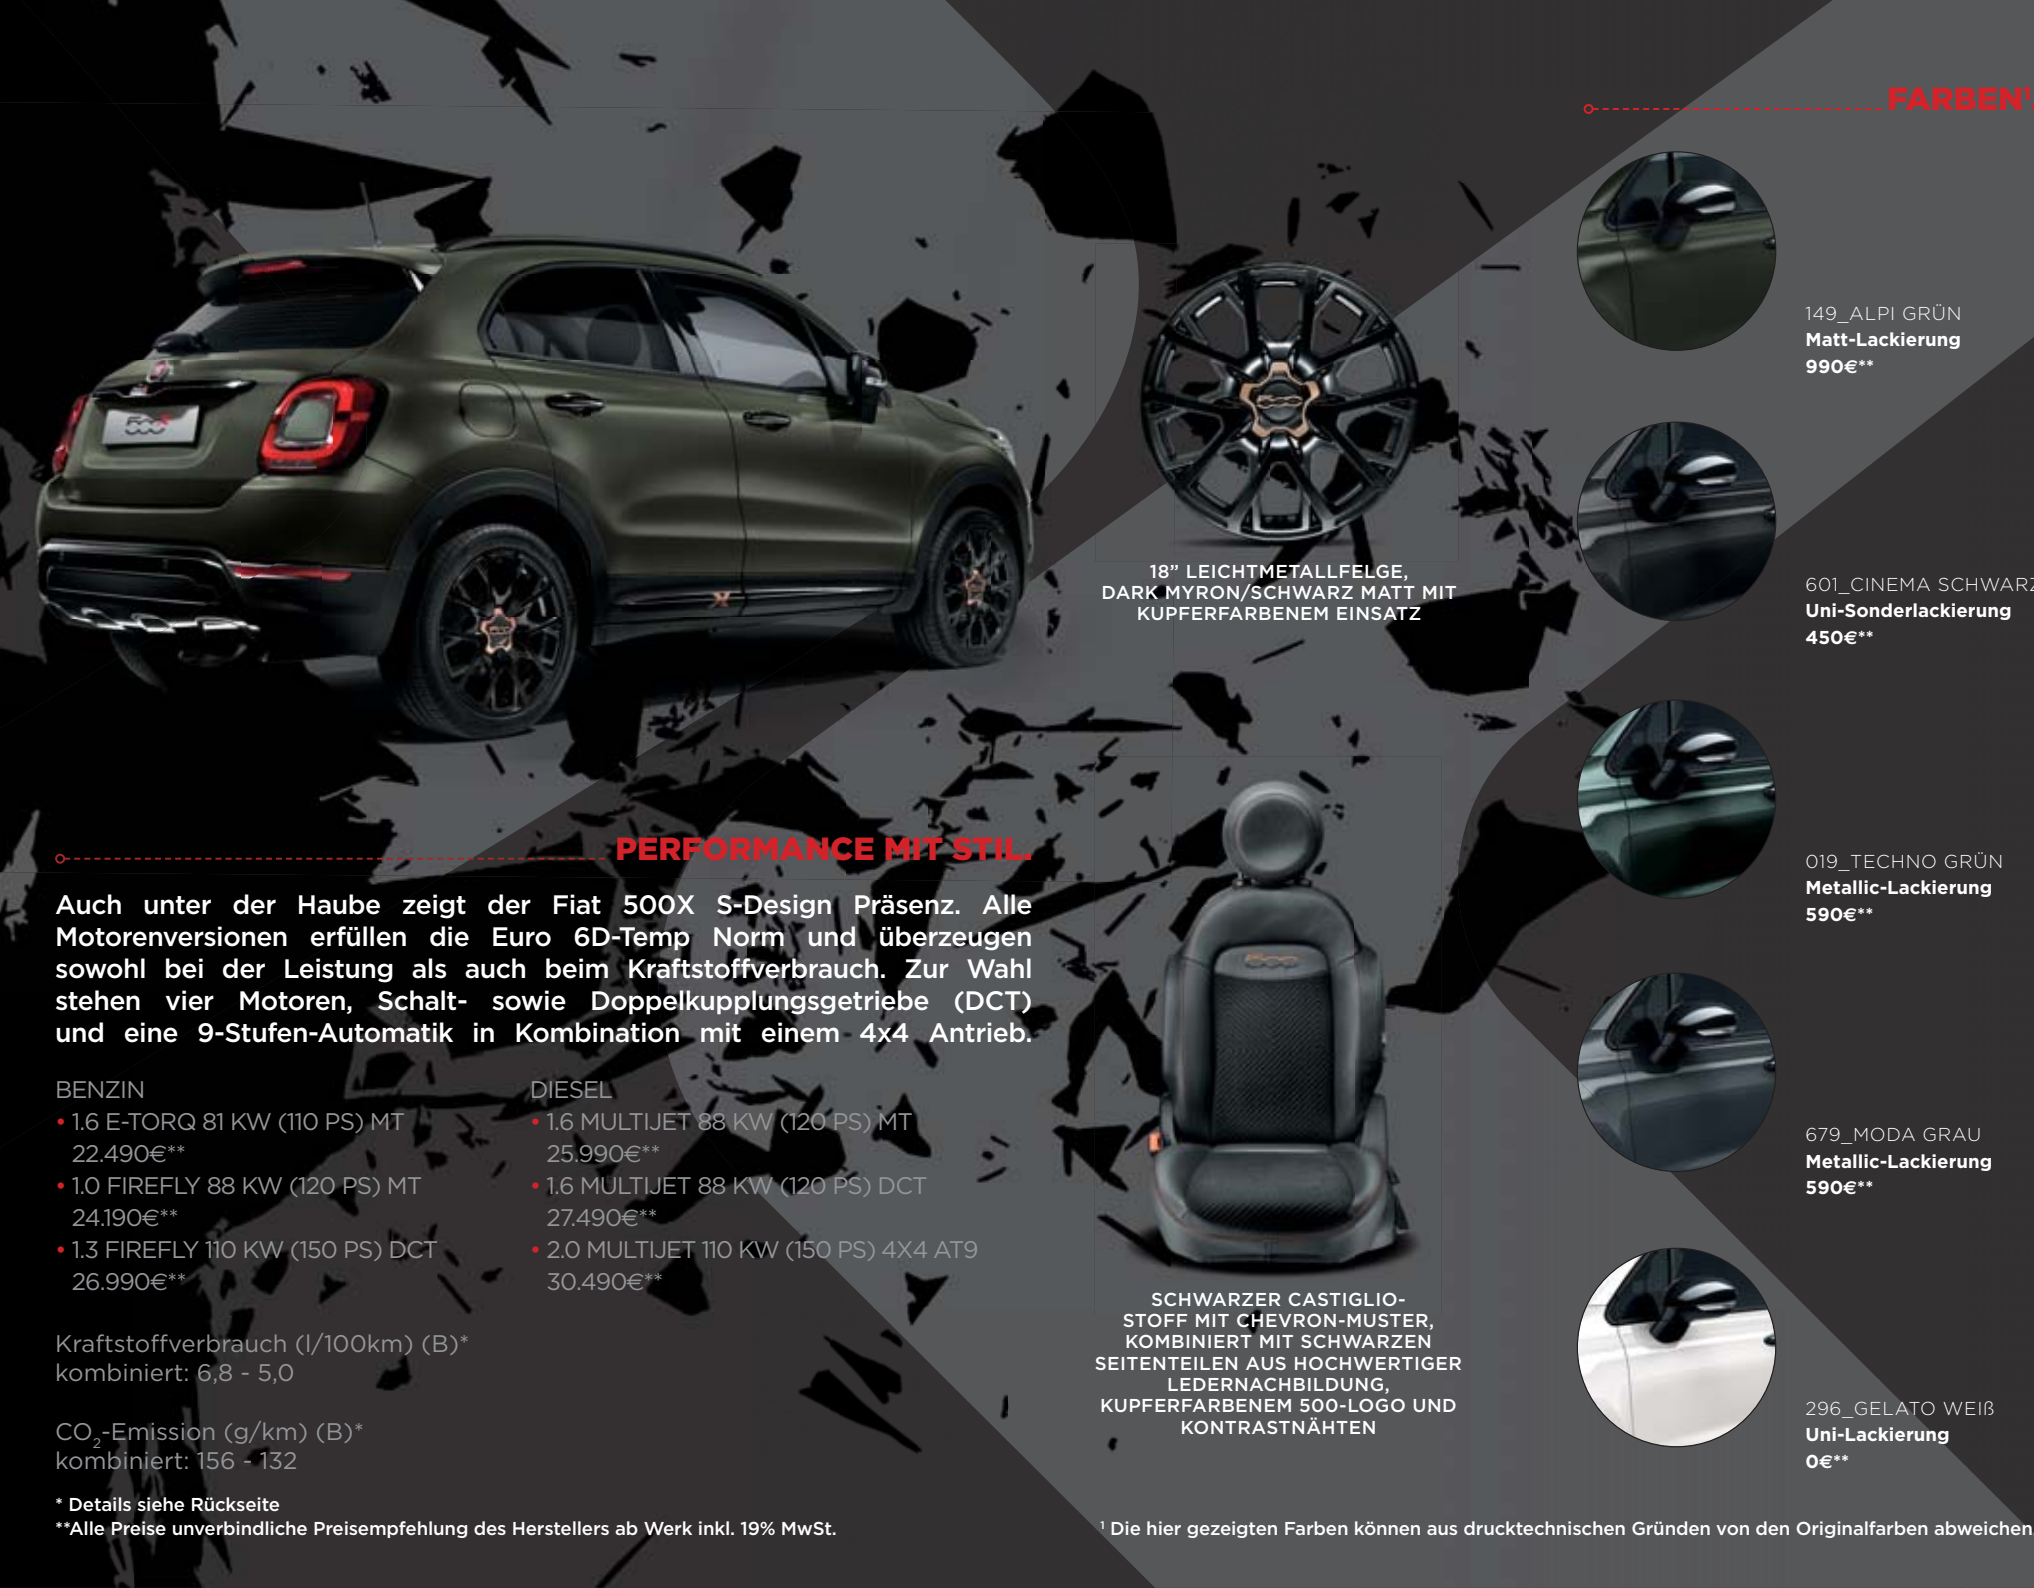 PERFORMANCE MIT STIL.
Auch unter der Haube zeigt der Fiat 500X S-Design Präsenz. Alle
Motorenversionen erfüllen die Euro 6D-Temp Norm und überzeugen
sowohl bei der Leistung als auch beim Kraftstoffverbrauch. Zur Wahl
stehen vier Motoren, Schalt- sowie Doppelkupplungsgetriebe (DCT)
und eine 9-Stufen-Automatik in Kombination mit einem 4x4 Antrieb.
BENZIN
• 1.6 E-TORQ 81 KW (110 PS) MT
22.490€**
• 1.0 FIREFLY 88 KW (120 PS) MT
24.190€**
• 1.3 FIREFLY 110 KW (150 PS) DCT
26.990€**
DIESEL
• 1.6 MULTIJET 88 KW (120 PS) MT
25.990€**
• 1.6 MULTIJET 88 KW (120 PS) DCT
27.490€**
• 2.0 MULTIJET 110 KW (150 PS) 4X4 AT9
30.490€**
Kraftstoffverbrauch (l/100km) (B)*
kombiniert: 6,8 - 5,0
CO₂-Emission (g/km) (B)*
kombiniert: 156 - 132
* Details siehe Rückseite
**Alle Preise unverbindliche Preisempfehlung des Herstellers ab Werk inkl. 19% MwSt.
18” LEICHTMETALLFELGE,
DARK MYRON/SCHWARZ MATT MIT
KUPFERFARBENEM EINSATZ
SCHWARZER CASTIGLIO-
STOFF MIT CHEVRON-MUSTER,
KOMBINIERT MIT SCHWARZEN
SEITENTEILEN AUS HOCHWERTIGER
LEDERNACHBILDUNG,
KUPFERFARBENEM 500-LOGO UND
KONTRASTNÄHTEN
FARBEN¹
149_ALPI GRÜN
Matt-Lackierung
990€**
601_CINEMA SCHWARZ
Uni-Sonderlackierung
450€**
019_TECHNO GRÜN
Metallic-Lackierung
590€**
679_MODA GRAU
Metallic-Lackierung
590€**
296_GELATO WEIß
Uni-Lackierung
0€**
¹ Die hier gezeigten Farben können aus drucktechnischen Gründen von den Originalfarben abweichen
500X
500
500